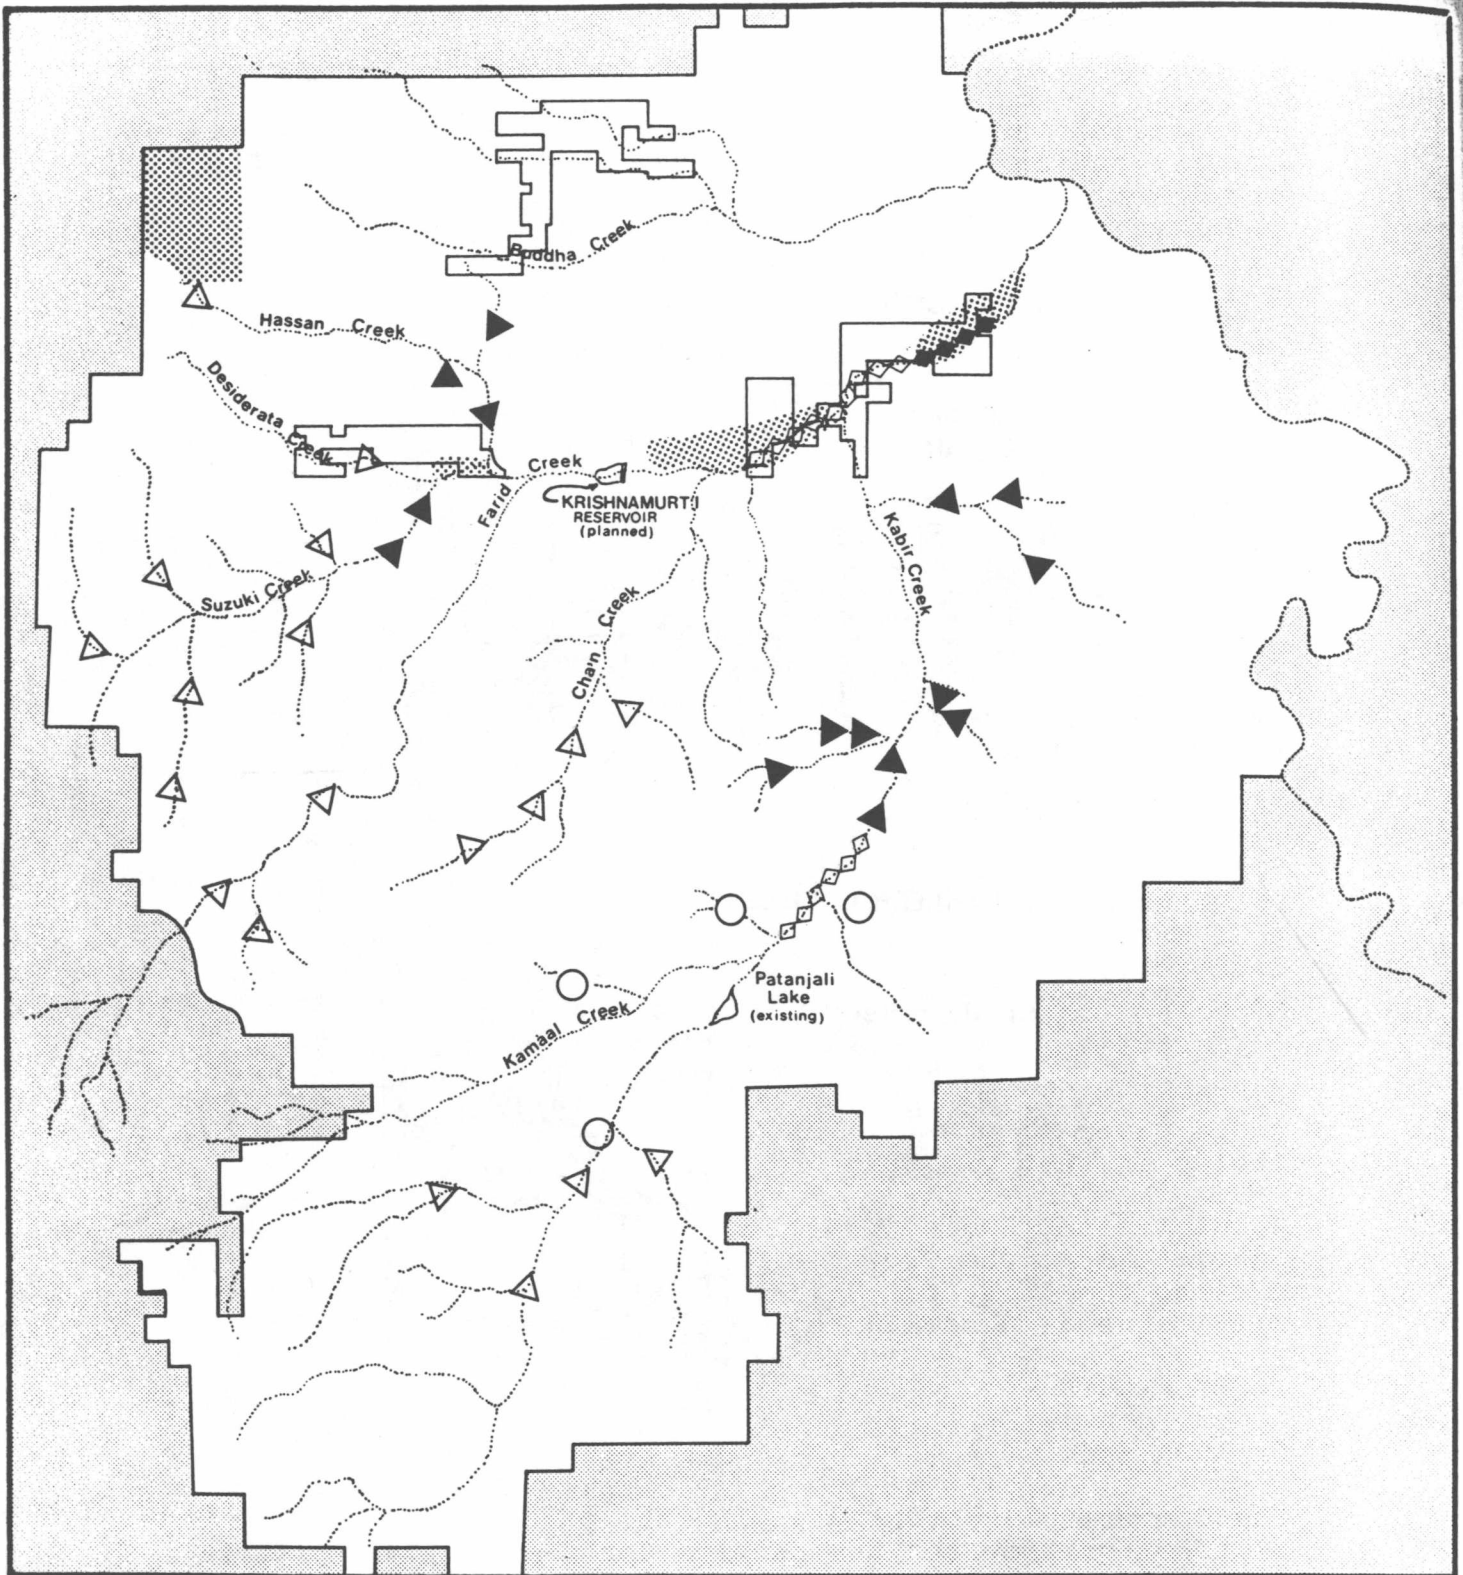 Buddha Creek
Hassan Creek
Desiderata Creek
Farid Creek
KRISHNAMURTI
RESERVOIR
(planned)
Kabir Creek
Suzuki Creek
Cha'n Creek
Patanjali
Lake
(existing)
Kamaal Creek